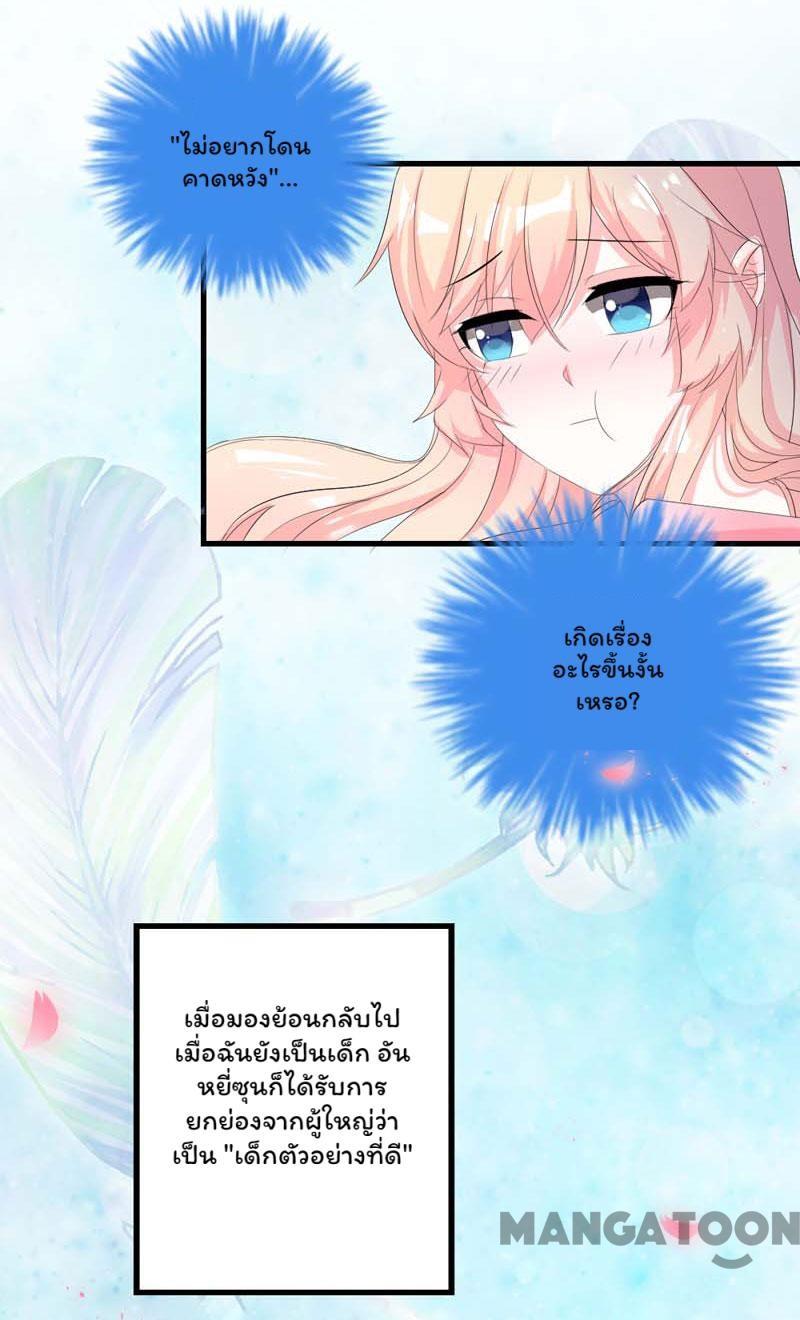 "ไม่อยากโดน
คาดหวัง"...
เกิดเรื่อง
อะไรขึ้นงั้น
เหรอ?
เมื่อมองย้อนกลับไป
เมื่อฉันยังเป็นเด็ก อัน
หยี่ซุนก็ได้รับการ
ยกย่องจากผู้ใหญ่ว่า
เป็น "เด็กตัวอย่างที่ดี"
MANGATOON